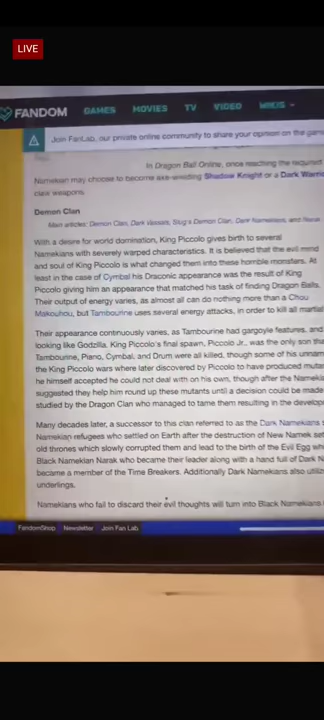 LIVE
FANDOM GAMES MOVIES TV VIDEO WIKIS
Join FanLab, our private online community to share your opinion on the gam
In Dragon Ball Online, once reaching the required
Namekian may choose to become axe-wielding Shadow Knight or a Dark Warrio
claw weapons.
Demon Clan
Main articles: Demon Clan, Dark Vassals, Slug's Demon Clan, Dark Namekians, and
With a desire for world domination, King Piccolo gives birth to several
Namekians with severely warped characteristics. It is believed that the evil mind
and soul of King Piccolo is what changed them into these horrible monsters. At
least in the case of Cymbal his Draconic appearance was the result of King
Piccolo giving him an appearance that matched his task of finding Dragon Balls.
Their output of energy varies, as almost all can do nothing more than a Chou
Makouhou, but Tambourine uses several energy attacks, in order to kill all martial
Their appearance continuously varies, as Tambourine had gargoyle features, and
looking like Godzilla. King Piccolo's final spawn, Piccolo Jr., was the only son tha
Tambourine, Piano, Cymbal, and Drum were all killed, though some of his unnam
the King Piccolo wars where later discovered by Piccolo to have produced muta
he himself accepted he could not deal with on his own, though after the Namekia
suggested they help him round up these mutants until a decision could be made
studied by the Dragon Clan who managed to tame them resulting in the develop
Many decades later, a successor to this clan referred to as the Dark Namekians
Namekian refugees who settled on Earth after the destruction of New Namek set
old thrones which slowly corrupted them and lead to the birth of the Evil Egg wh
Black Namekian Narak who became their leader along with a hand full of Dark N
became a member of the Time Breakers. Additionally Dark Namekians also utiliz
underlings.
Namekians who fail to discard their evil thoughts will turn into Black Namekians
FandomShop Newsletter Join Fan Lab